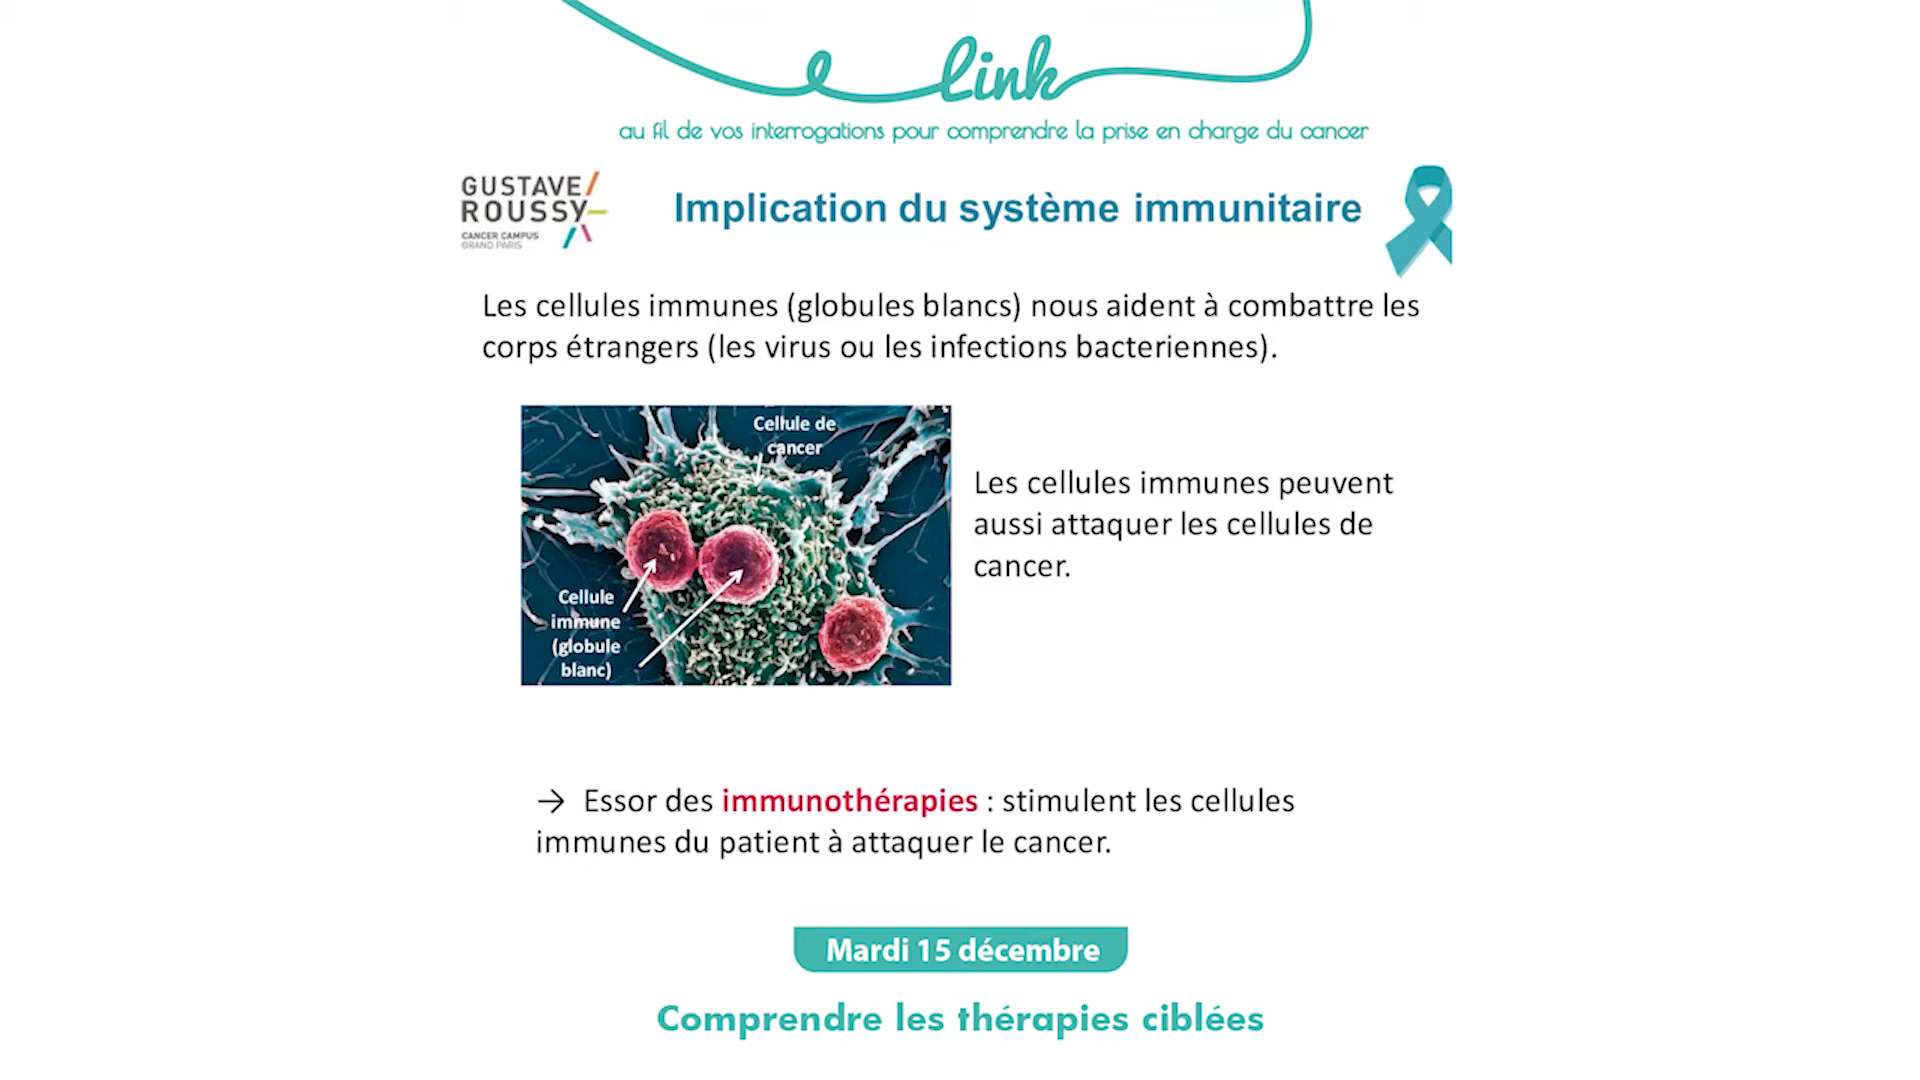 e link
au fil de vos interrogations pour comprendre la prise en charge du cancer
GUSTAVE
ROUSSY
CANCER CAMPUS
GRAND PARIS
Implication du système immunitaire
Les cellules immunes (globules blancs) nous aident à combattre les
corps étrangers (les virus ou les infections bacteriennes).
Cellule de
cancer
Cellule
immune
(globule
blanc)
Les cellules immunes peuvent
aussi attaquer les cellules de
cancer.
→ Essor des immunothérapies : stimulent les cellules
immunes du patient à attaquer le cancer.
Mardi 15 décembre
Comprendre les thérapies ciblées